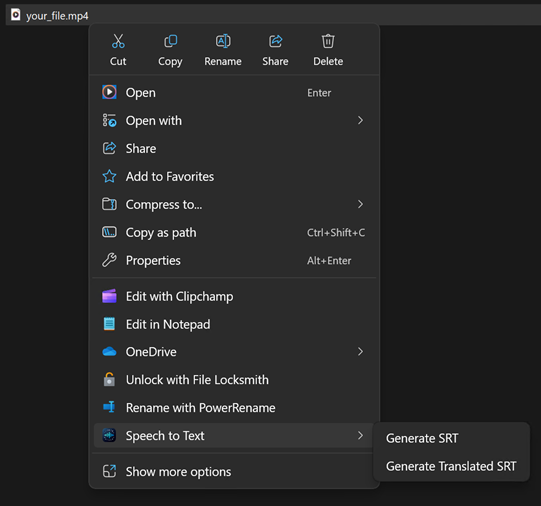 your_file.mp4
Cut Copy Rename Share Delete
Open Enter
Open with
Share
Add to Favorites
Compress to...
Copy as path Ctrl+Shift+C
Properties Alt+Enter
Edit with Clipchamp
Edit in Notepad
OneDrive
Unlock with File Locksmith
Rename with PowerRename
Speech to Text
Generate SRT
Generate Translated SRT
Show more options